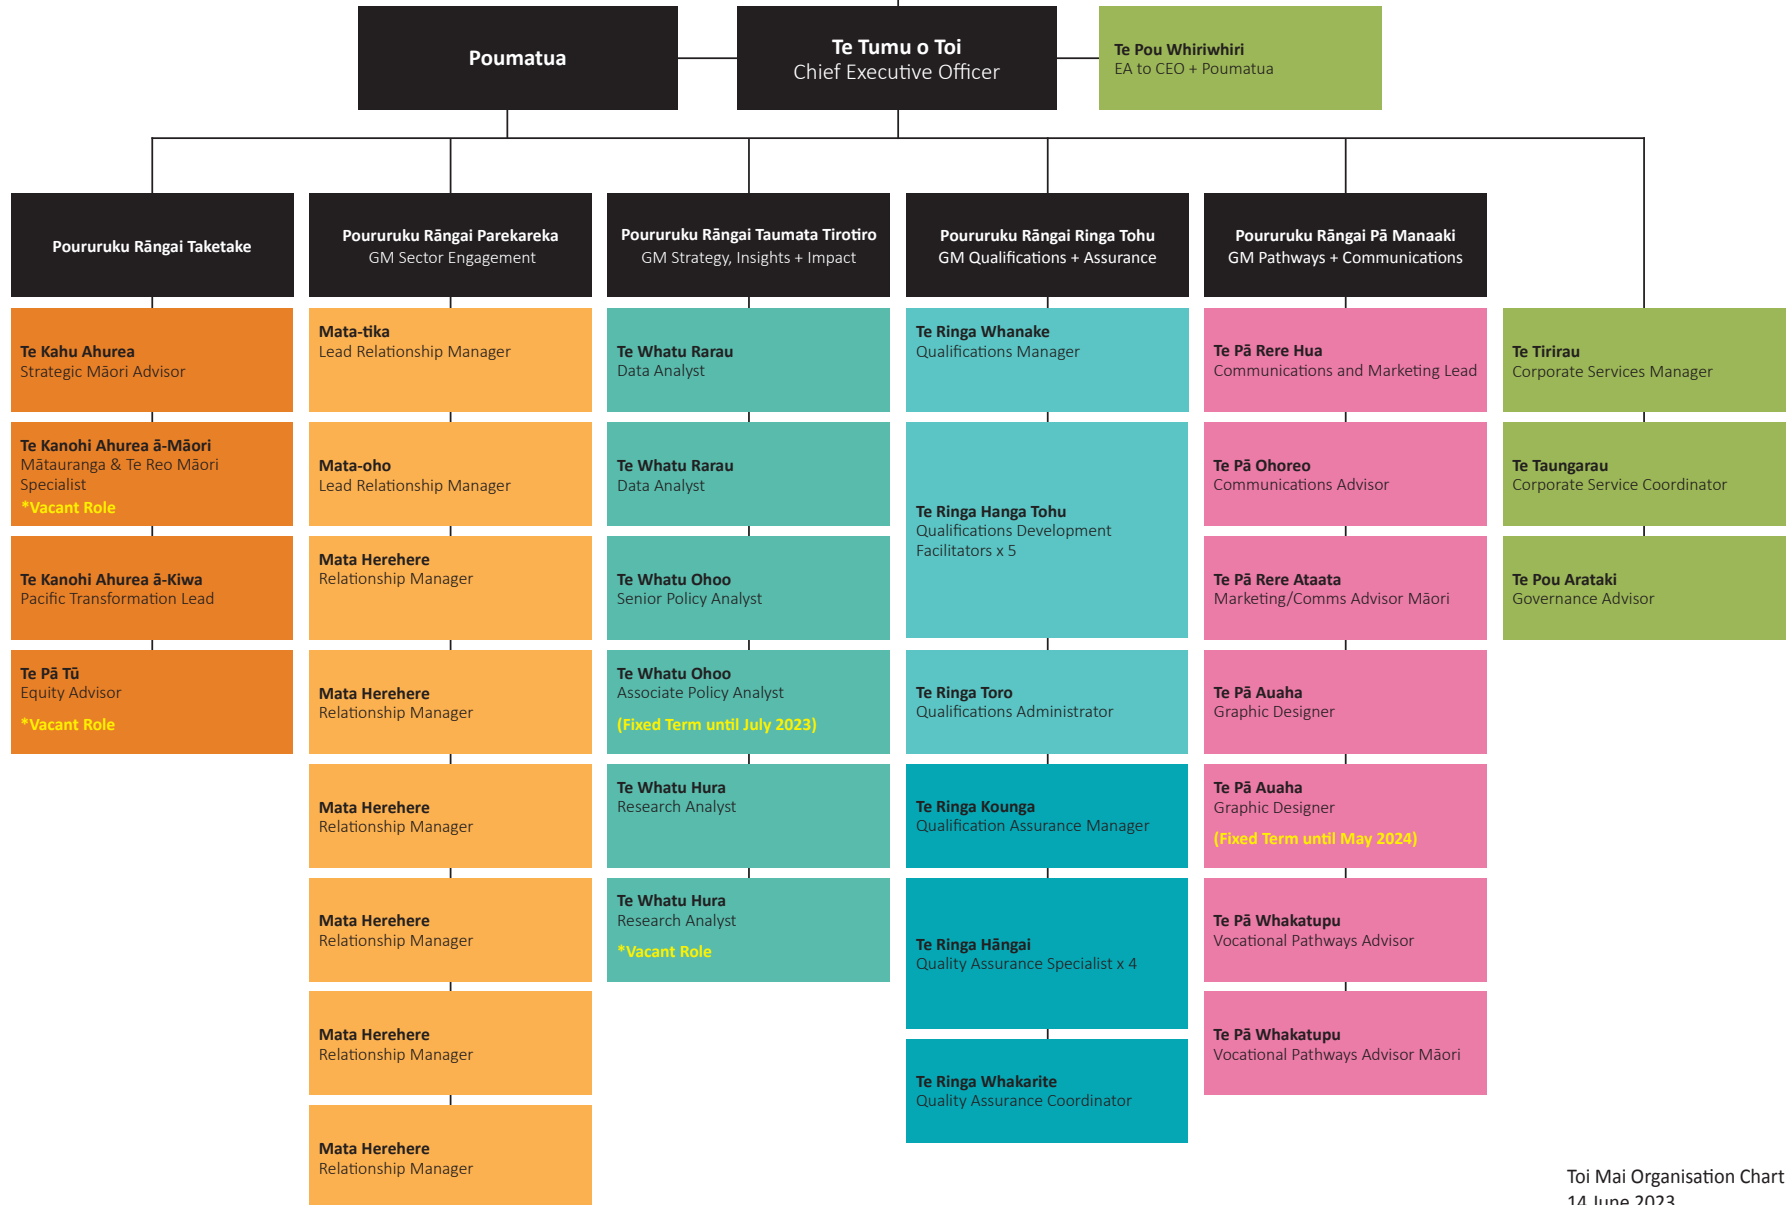 Poumatua
Te Tumu o Toi
Chief Executive Officer
Te Pou Whiriwhiri
EA to CEO + Poumatua
Poururuku Rāngai Taketake
Poururuku Rāngai Parekareka
GM Sector Engagement
Poururuku Rāngai Taumata Tirotiro
GM Strategy, Insights + Impact
Poururuku Rāngai Ringa Tohu
GM Qualifications + Assurance
Poururuku Rāngai Pā Manaaki
GM Pathways + Communications
Te Kahu Ahurea
Strategic Māori Advisor
Te Kanohi Ahurea ā-Māori
Mātauranga & Te Reo Māori
Specialist
*Vacant Role
Te Kanohi Ahurea ā-Kiwa
Pacific Transformation Lead
Te Pā Tū
Equity Advisor
*Vacant Role
Mata-tika
Lead Relationship Manager
Mata-oho
Lead Relationship Manager
Mata Herehere
Relationship Manager
Mata Herehere
Relationship Manager
Mata Herehere
Relationship Manager
Mata Herehere
Relationship Manager
Mata Herehere
Relationship Manager
Mata Herehere
Relationship Manager
Te Whatu Rarau
Data Analyst
Te Whatu Rarau
Data Analyst
Te Whatu Ohoo
Senior Policy Analyst
Te Whatu Ohoo
Associate Policy Analyst
(Fixed Term until July 2023)
Te Whatu Hura
Research Analyst
Te Whatu Hura
Research Analyst
*Vacant Role
Te Ringa Whanake
Qualifications Manager
Te Ringa Hanga Tohu
Qualifications Development
Facilitators x 5
Te Ringa Toro
Qualifications Administrator
Te Ringa Kounga
Qualification Assurance Manager
Te Ringa Hāngai
Quality Assurance Specialist x 4
Te Ringa Whakarite
Quality Assurance Coordinator
Te Pā Rere Hua
Communications and Marketing Lead
Te Pā Ohoreo
Communications Advisor
Te Pā Rere Ataata
Marketing/Comms Advisor Māori
Te Pā Auaha
Graphic Designer
Te Pā Auaha
Graphic Designer
(Fixed Term until May 2024)
Te Pā Whakatupu
Vocational Pathways Advisor
Te Pā Whakatupu
Vocational Pathways Advisor Māori
Te Tirirau
Corporate Services Manager
Te Taungarau
Corporate Service Coordinator
Te Pou Arataki
Governance Advisor
Toi Mai Organisation Chart
14 June 2023